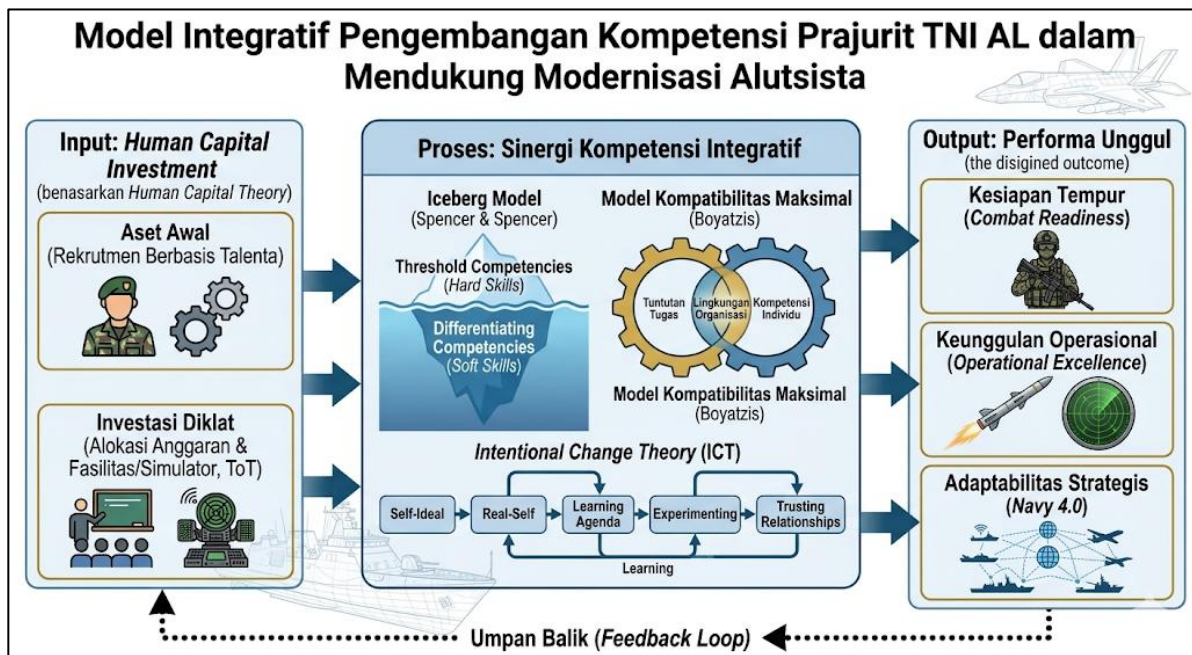 Model Integratif Pengembangan Kompetensi Prajurit TNI AL dalam
Mendukung Modernisasi Alutsista
Input: Human Capital
Investment
(benasarkan Human Capital Theory)
Aset Awal
(Rekrutmen Berbasis Talenta)
Investasi Diklat
(Alokasi Anggaran &
Fasilitas/Simulator, ToT)
Proses: Sinergi Kompetensi Integratif
Iceberg Model
(Spencer & Spencer)
Threshold Competencies
(Hard Skills)
Differentiating
Competencies
(Soft Skills)
Model Kompatibilitas Maksimal
(Boyatzis)
Tuntutan
Tugas
Lingkungan
Organisasi
Kompetensi
Individu
Model Kompatibilitas Maksimal
(Boyatzis)
Intentional Change Theory (ICT)
Self-Ideal
Real-Self
Learning
Agenda
Experimenting
Trusting
Relationships
Learning
Output: Performa Unggul
(the disigined outcome)
Kesiapan Tempur
(Combat Readiness)
Keunggulan Operasional
(Operational Excellence)
Adaptabilitas Strategis
(Navy 4.0)
Umpan Balik (Feedback Loop)